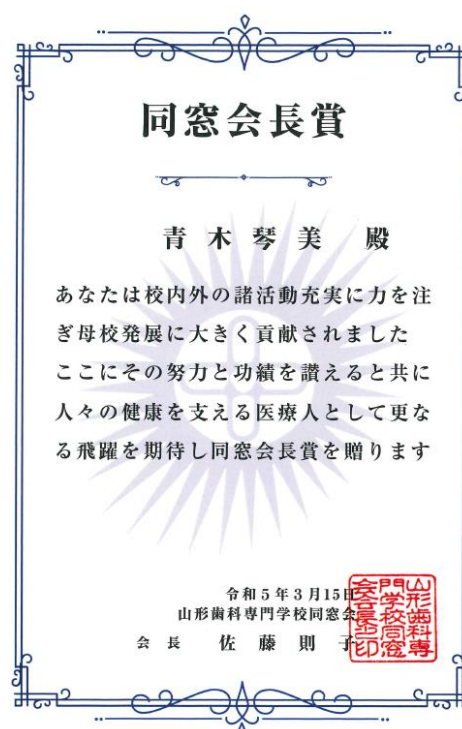 同窓会長賞
青木琴美 殿
あなたは校内外の諸活動充実に力を注
ぎ母校発展に大きく貢献されました
ここにその努力と功績を讃えると共に
人々の健康を支える医療人として更な
る飛躍を期待し同窓会長賞を贈ります
令和5年3月15日
山形歯科専門学校同窓会
会長 佐藤則子
山形歯科専
門学校同窓
会会長之印